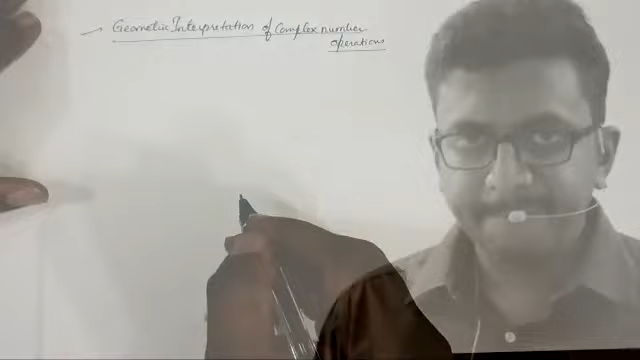 → Geometric Interpretation of Complex number
operations